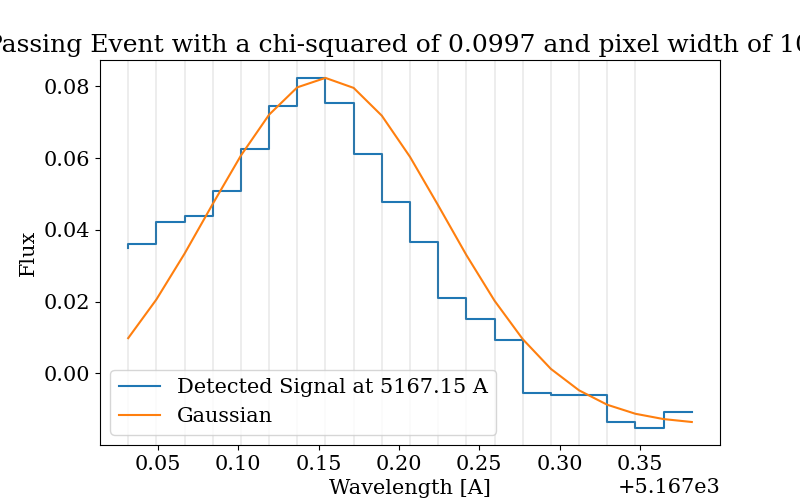 Passing Event with a chi-squared of 0.0997 and pixel width of 10
0.08
0.06
0.04
0.02
0.00
Flux
Detected Signal at 5167.15 A
Gaussian
0.05 0.10 0.15 0.20 0.25 0.30 0.35
+5.167e3
Wavelength [A]